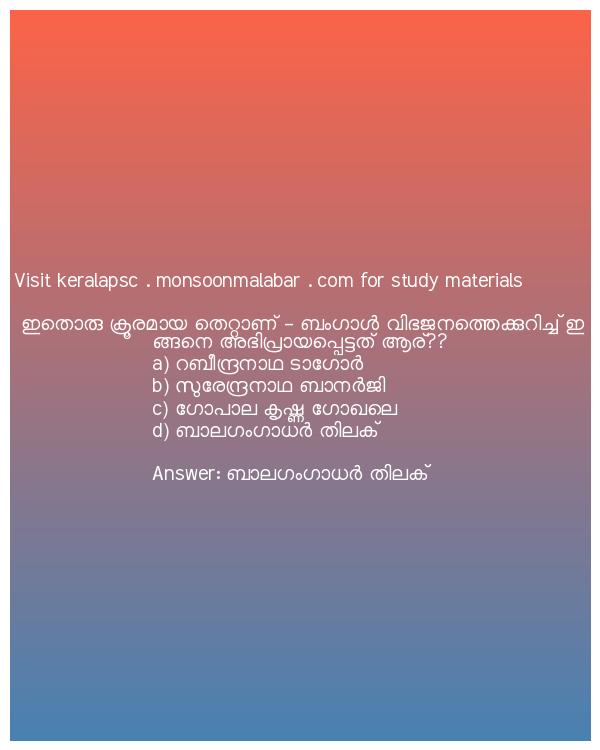 Visit keralapsc . monsoonmalabar . com for study materials
ഇതൊരു ക്രൂരമായ തെറ്റാണ് – ബംഗാൾ വിഭജനത്തെക്കുറിച്ച് ഇ
ങ്ങനെ അഭിപ്രായപ്പെട്ടത് ആര്??
a) റബീന്ദ്രനാഥ ടാഗോർ
b) സുരേന്ദ്രനാഥ ബാനർജി
c) ഗോപാല കൃഷ്ണ ഗോഖലെ
d) ബാലഗംഗാധർ തിലക്
Answer: ബാലഗംഗാധർ തിലക്